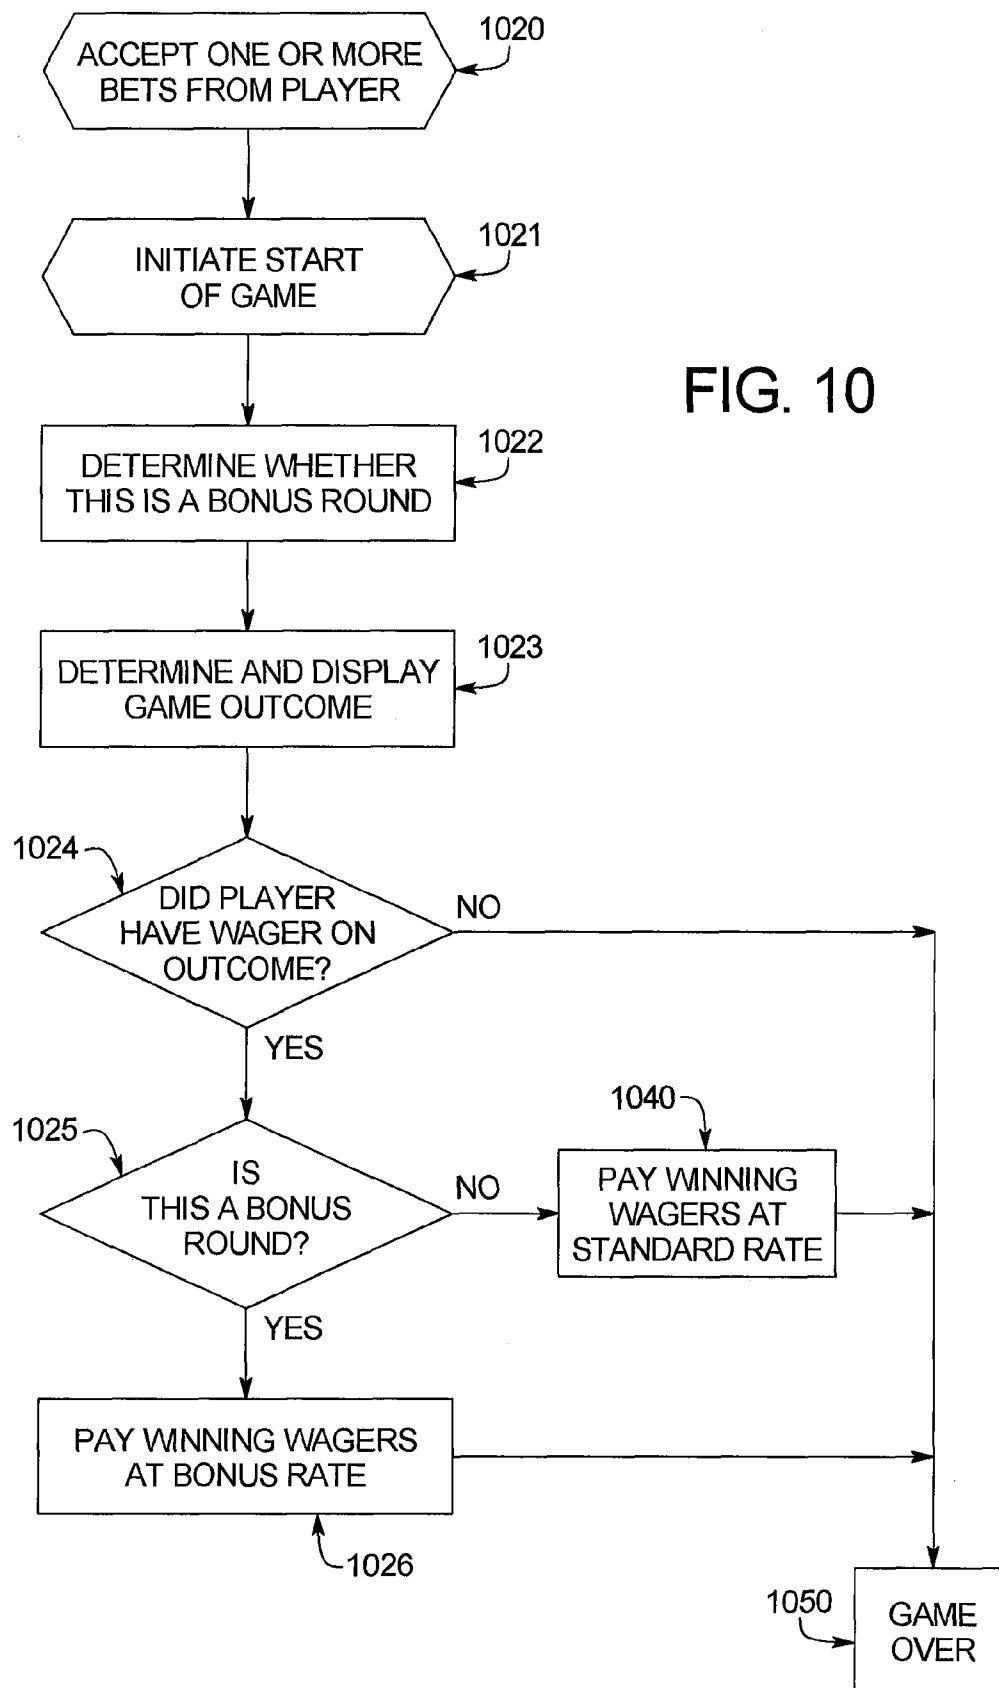 ACCEPT ONE OR MORE
BETS FROM PLAYER
1020
INITIATE START
OF GAME
1021
FIG. 10
DETERMINE WHETHER
THIS IS A BONUS ROUND
1022
DETERMINE AND DISPLAY
GAME OUTCOME
1023
1024
DID PLAYER
HAVE WAGER ON
OUTCOME?
NO
YES
1025
IS
THIS A BONUS
ROUND?
NO
1040
PAY WINNING
WAGERS AT
STANDARD RATE
YES
PAY WINNING WAGERS
AT BONUS RATE
1026
1050
GAME
OVER